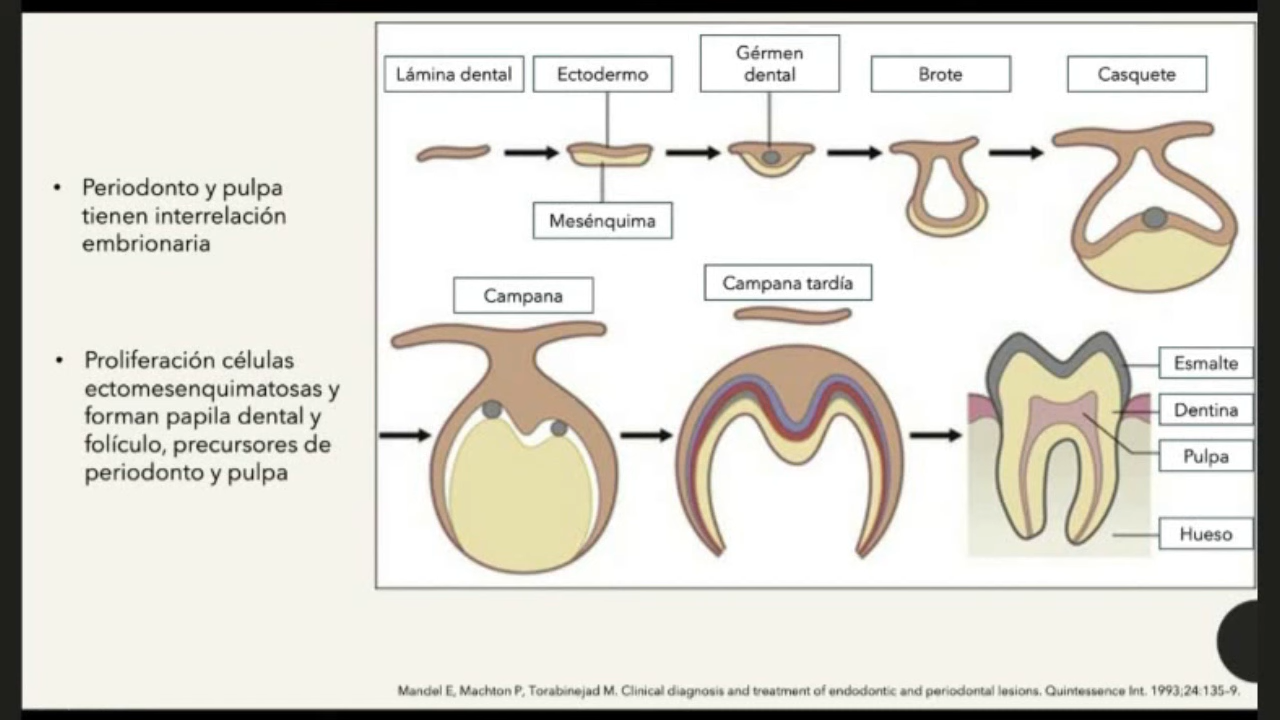 Lámina dental
Ectodermo
Gérmen
dental
Brote
Casquete
Mesénquima
• Periodonto y pulpa
tienen interrelación
embrionaria
Campana
Campana tardía
• Proliferación células
ectomesenquimatosas y
forman papila dental y
folículo, precursores de
periodonto y pulpa
Esmalte
Dentina
Pulpa
Hueso
Mandel E, Machton P, Torabinejad M. Clinical diagnosis and treatment of endodontic and periodontal lesions. Quintessence Int. 1993;24:135-9.